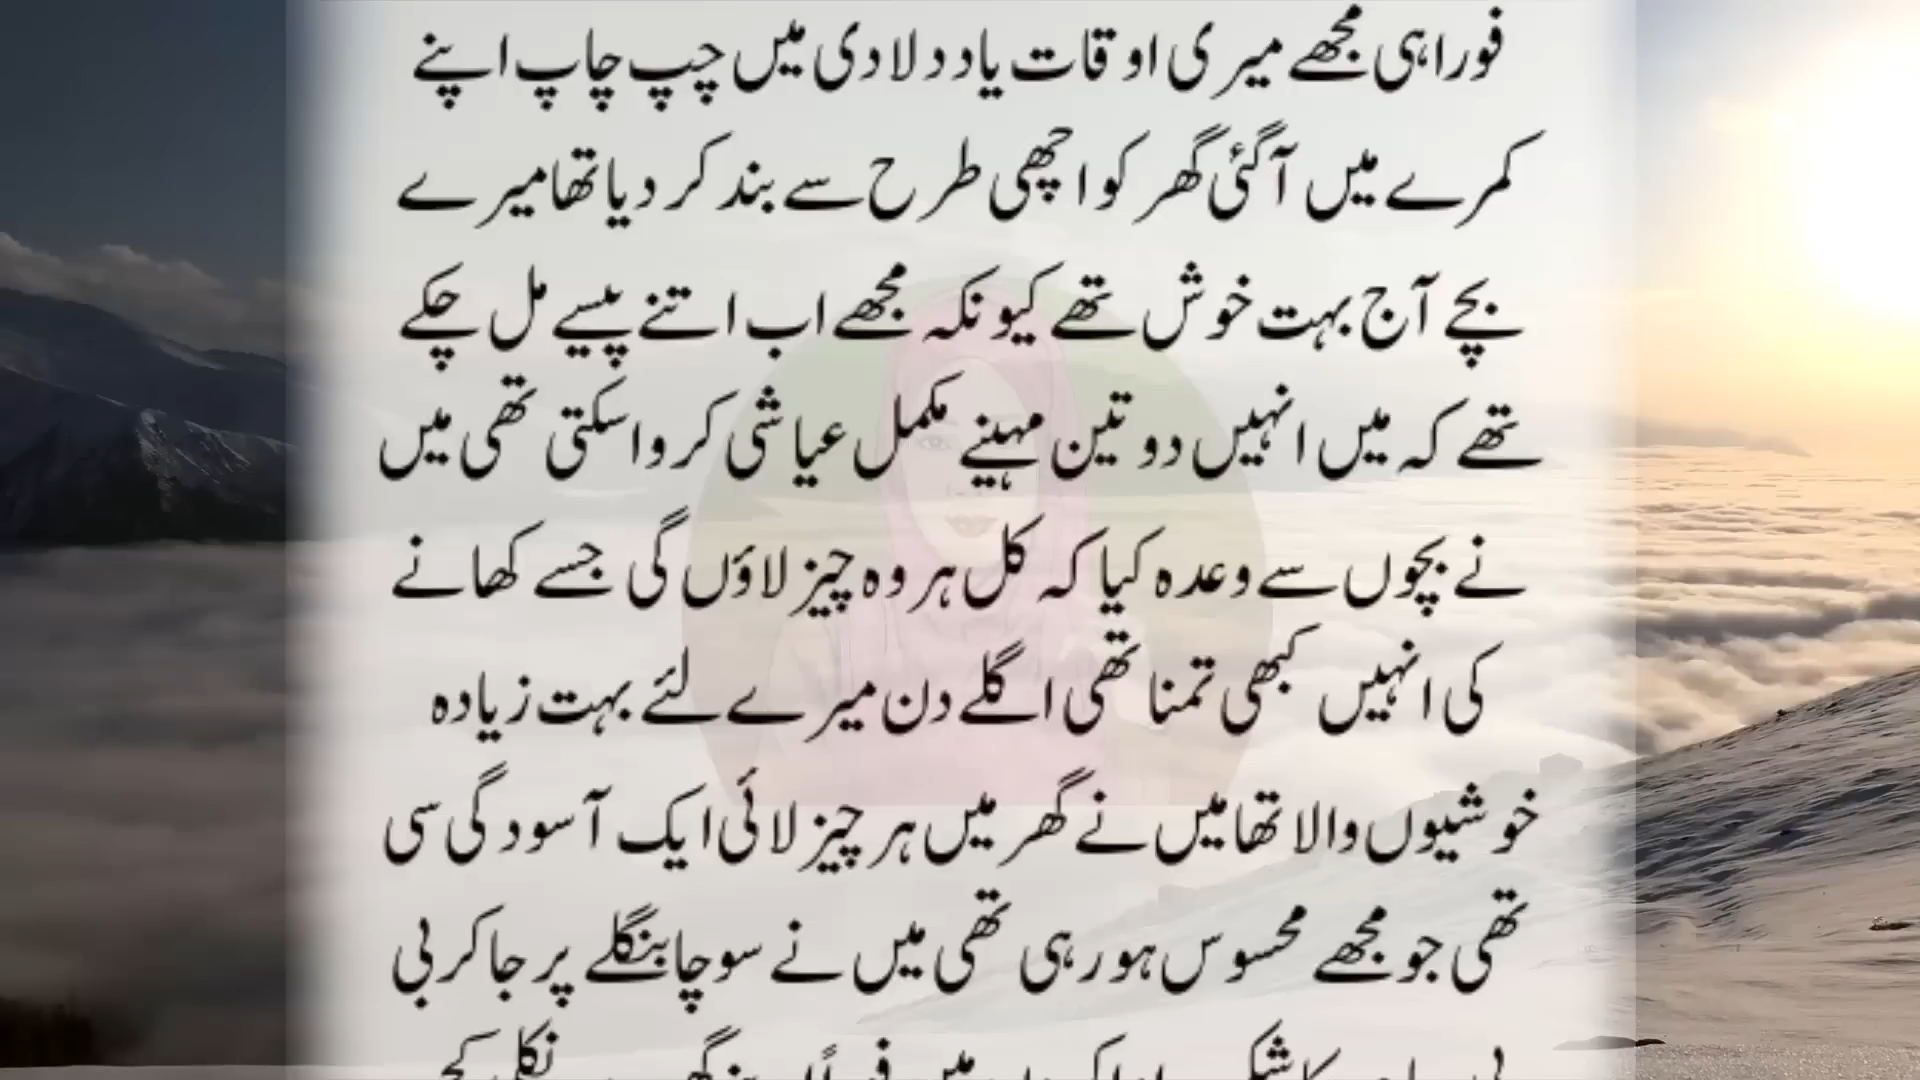 فورا ہی مجھے میری اوقات یاد دلا دی میں چپ چاپ اپنے
کمرے میں آ گئی گھر کو اچھی طرح سے بند کر دیا تھا میرے
بچے آج بہت خوش تھے کیونکہ مجھے اب اتنے پیسے مل چکے
تھے کہ میں انہیں دو تین مہینے مکمل عیاشی کروا سکتی تھی میں
نے بچوں سے وعدہ کیا کہ کل ہر وہ چیز لاؤں گی جسے کھانے
کی انہیں کبھی تمنا تھی اگلے دن میرے لئے بہت زیادہ
خوشیوں والا تھا میں نے گھر میں ہر چیز لائی ایک آسودگی سی
تھی جو مجھے محسوس ہو رہی تھی میں نے سوچا بنگلے پر جا کر بی